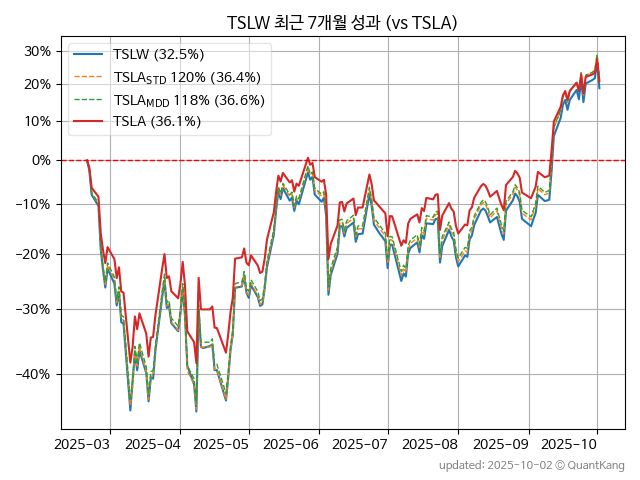 TSLW 최근 7개월 성과 (vs TSLA)
TSLW (32.5%)
TSLA_STD 120% (36.4%)
TSLA_MDD 118% (36.6%)
TSLA (36.1%)
30%
20%
10%
0%
−10%
−20%
−30%
−40%
2025-03 2025-04 2025-05 2025-06 2025-07 2025-08 2025-09 2025-10
updated: 2025-10-02 © QuantKang